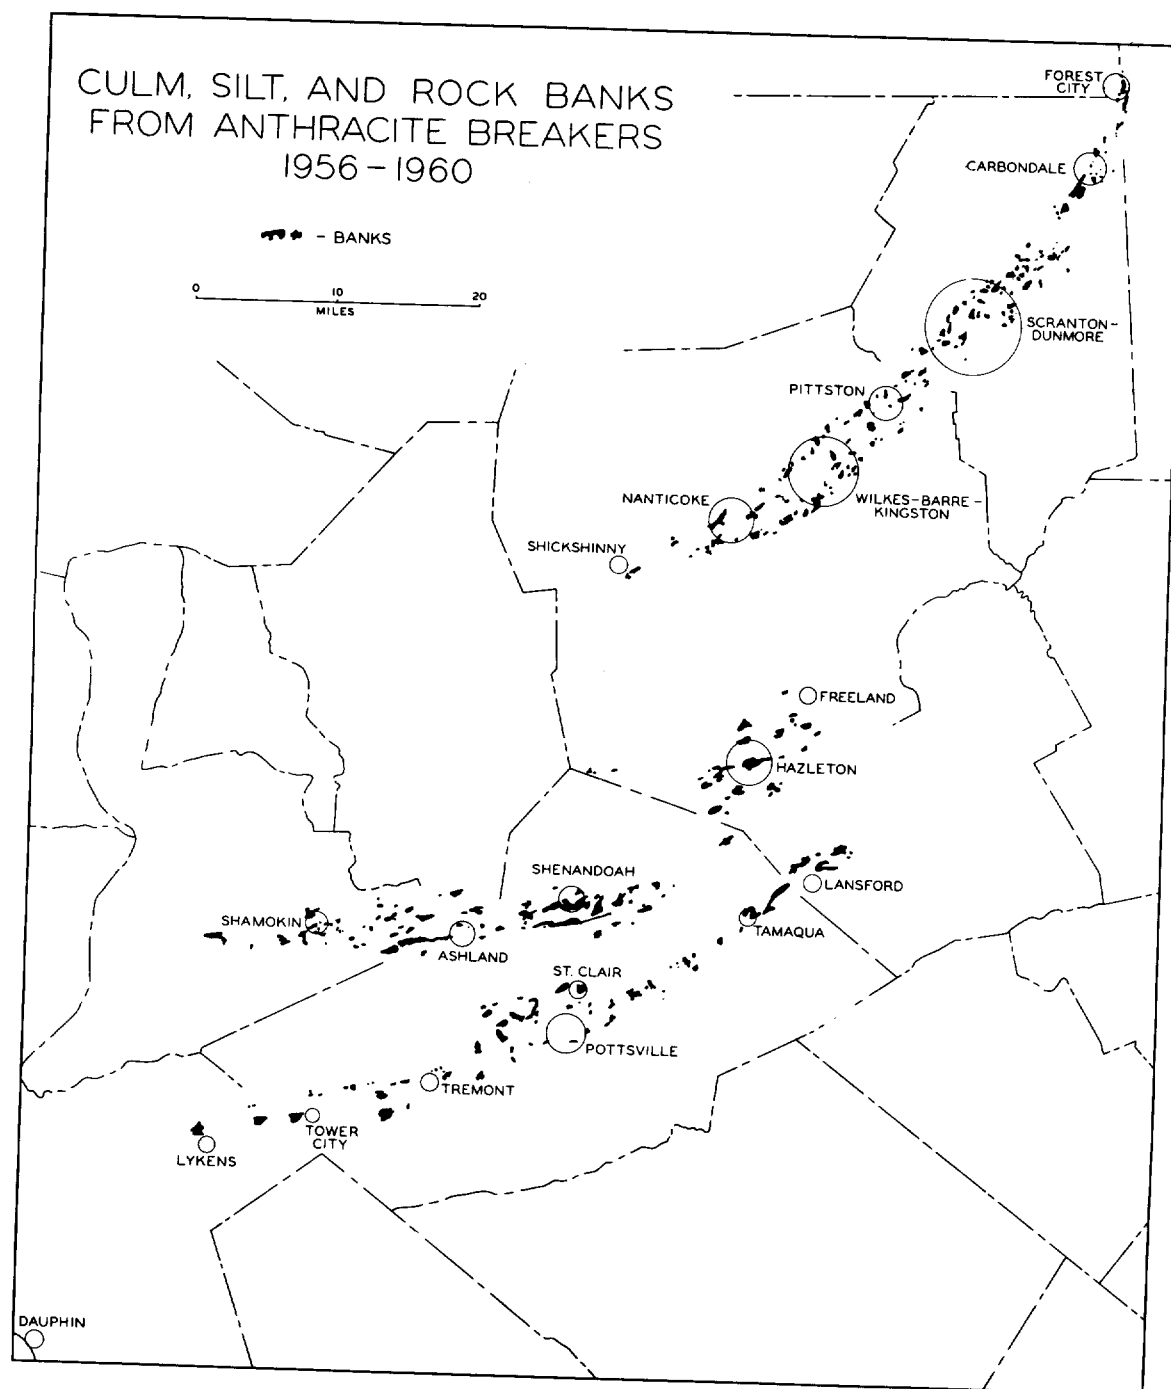 CULM, SILT, AND ROCK BANKS
FROM ANTHRACITE BREAKERS
1956-1960
- BANKS
0 10 20
MILES
FOREST
CITY
CARBONDALE
SCRANTON-
DUNMORE
PITTSTON
WILKES-BARRE-
KINGSTON
NANTICOKE
SHICKSHINNY
FREELAND
HAZLETON
SHENANDOAH
LANSFORD
SHAMOKIN
TAMAQUA
ASHLAND
ST. CLAIR
POTTSVILLE
TREMONT
TOWER
CITY
LYKENS
DAUPHIN